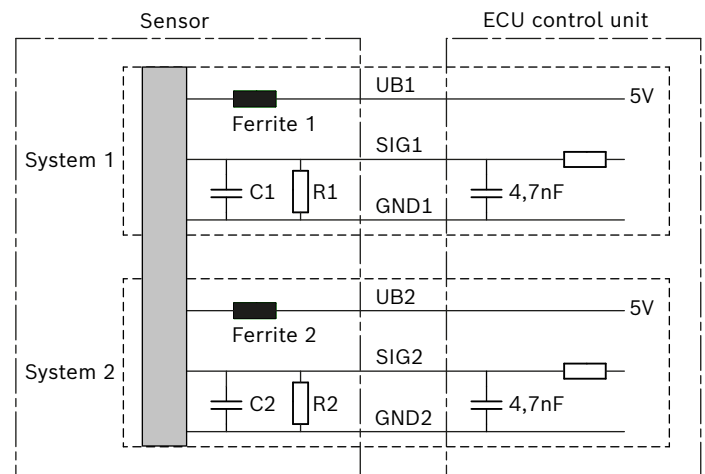 Sensor
ECU control unit
UB1
5V
Ferrite 1
System 1
SIG1
C1
R1
4,7nF
GND1
UB2
5V
Ferrite 2
System 2
SIG2
C2
R2
4,7nF
GND2